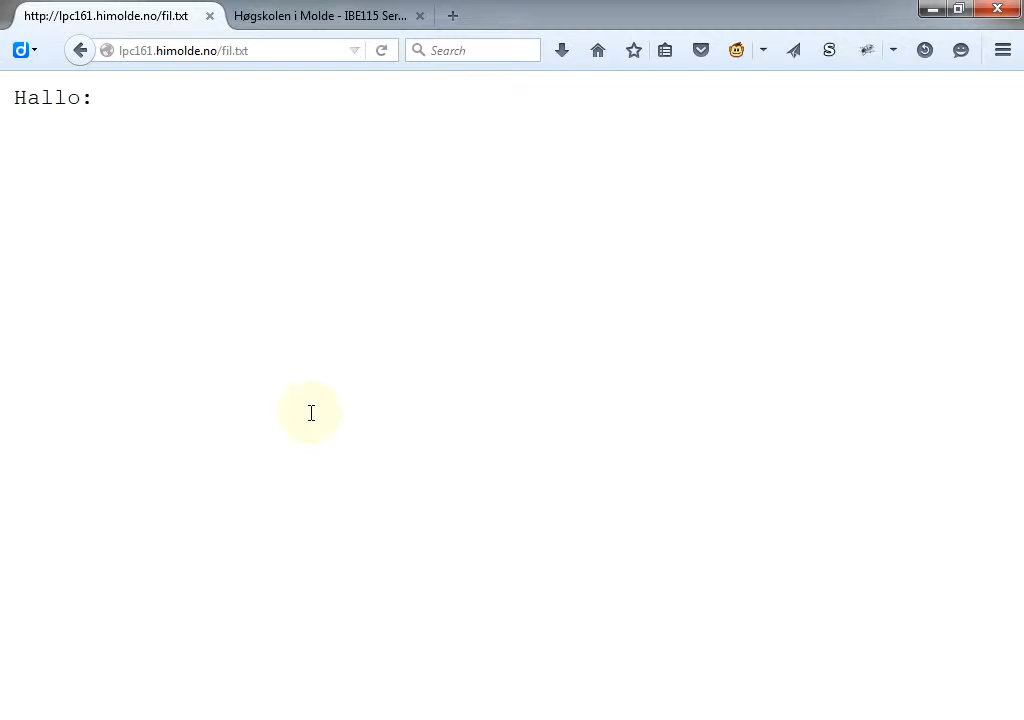 http://lpc161.himolde.no/fil.txt
Høgskolen i Molde - IBE115 Ser...
lpc161.himolde.no/fil.txt
Search
Hallo: